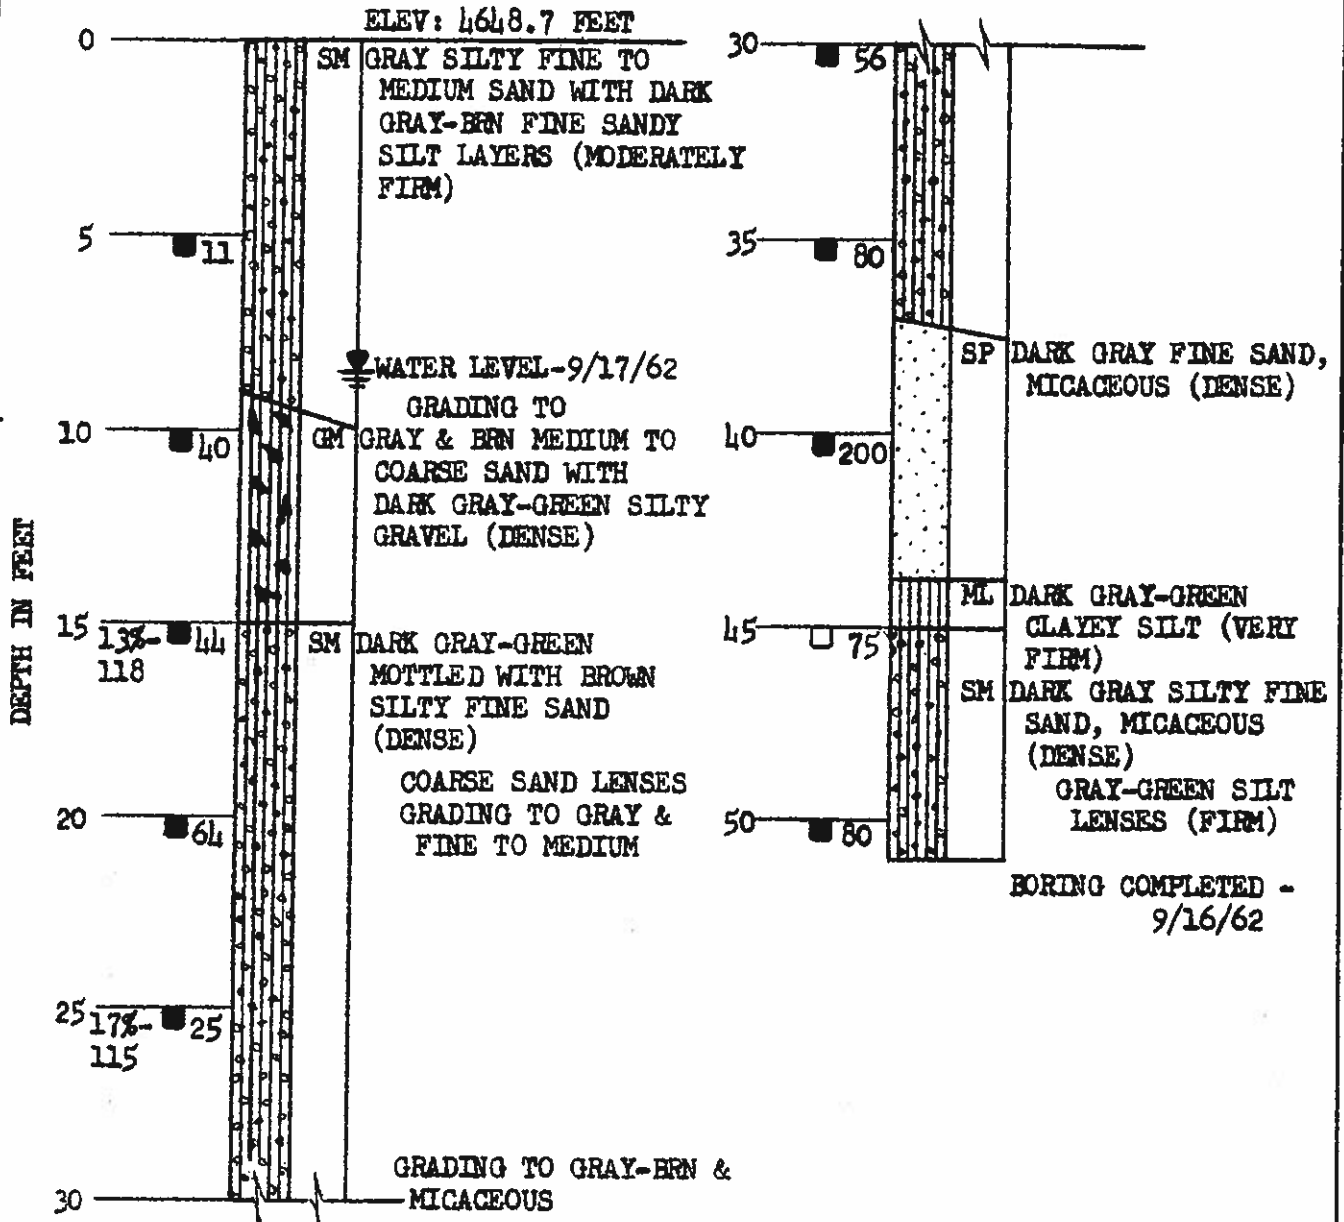 ELEV: 4648.7 FEET
0
SM GRAY SILTY FINE TO
MEDIUM SAND WITH DARK
GRAY-BRN FINE SANDY
SILT LAYERS (MODERATELY
FIRM)
5
11
WATER LEVEL-9/17/62
GRADING TO
10
40
GM GRAY & BRN MEDIUM TO
COARSE SAND WITH
DARK GRAY-GREEN SILTY
GRAVEL (DENSE)
DEPTH IN FEET
15
13%-
118
44
SM DARK GRAY-GREEN
MOTTLED WITH BROWN
SILTY FINE SAND
(DENSE)
COARSE SAND LENSES
GRADING TO GRAY &
FINE TO MEDIUM
20
64
25
17%-
115
25
GRADING TO GRAY-BRN &
MICACEOUS
30
30
56
35
80
SP DARK GRAY FINE SAND,
MICACEOUS (DENSE)
40
200
ML DARK GRAY-GREEN
CLAYEY SILT (VERY
FIRM)
45
75
SM DARK GRAY SILTY FINE
SAND, MICACEOUS
(DENSE)
GRAY-GREEN SILT
LENSES (FIRM)
50
80
BORING COMPLETED -
9/16/62